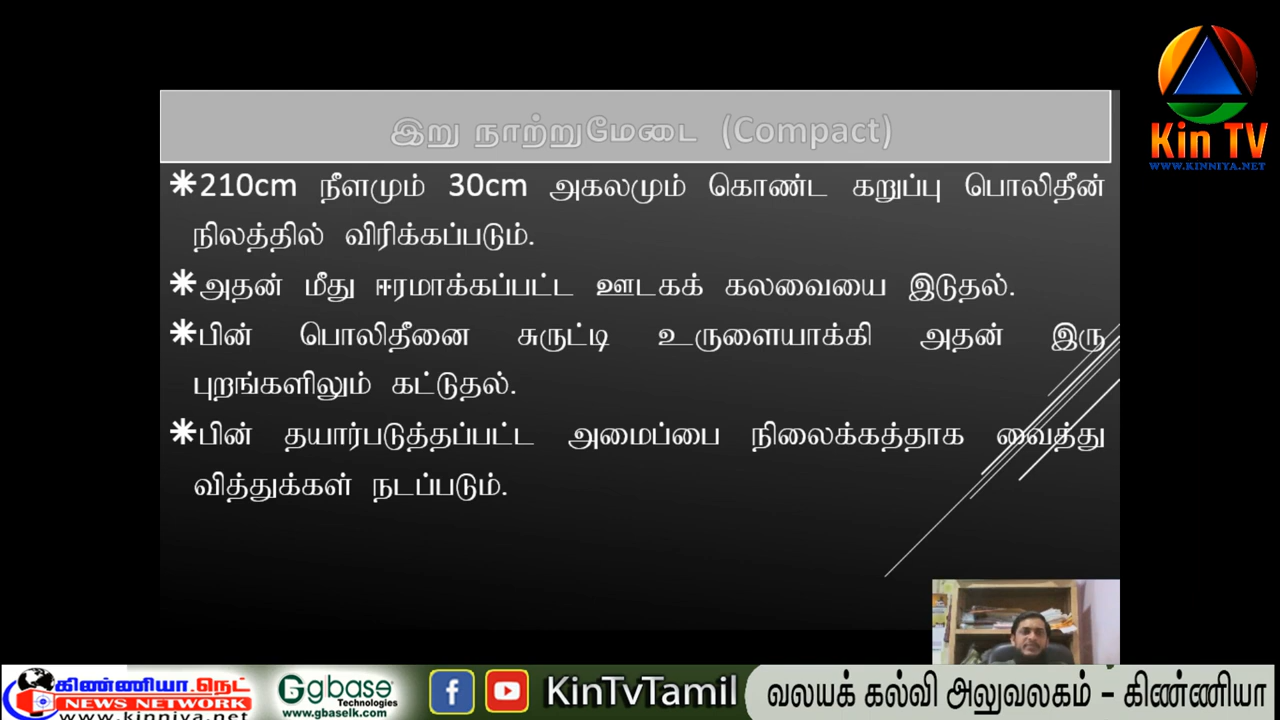 Kin TV
WWW.KINNIYA.NET
இறு நாற்றுமேடை (Compact)
210cm நீளமும் 30cm அகலமும் கொண்ட கறுப்பு பொலிதீன்
நிலத்தில் விரிக்கப்படும்.
அதன் மீது ஈரமாக்கப்பட்ட ஊடகக் கலவையை இடுதல்.
பின் பொலிதீனை சுருட்டி உருளையாக்கி அதன் இரு
புறங்களிலும் கட்டுதல்.
பின் தயார்படுத்தப்பட்ட அமைப்பை நிலைக்கத்தாக வைத்து
வித்துக்கள் நடப்படும்.
கிண்ணியா.நெட்
NEWS NETWORK
www.kinniya.net
Ggbase
Technologies
www.gbaselk.com
KinTvTamil
வலயக் கல்வி அலுவலகம் - கிண்ணியா